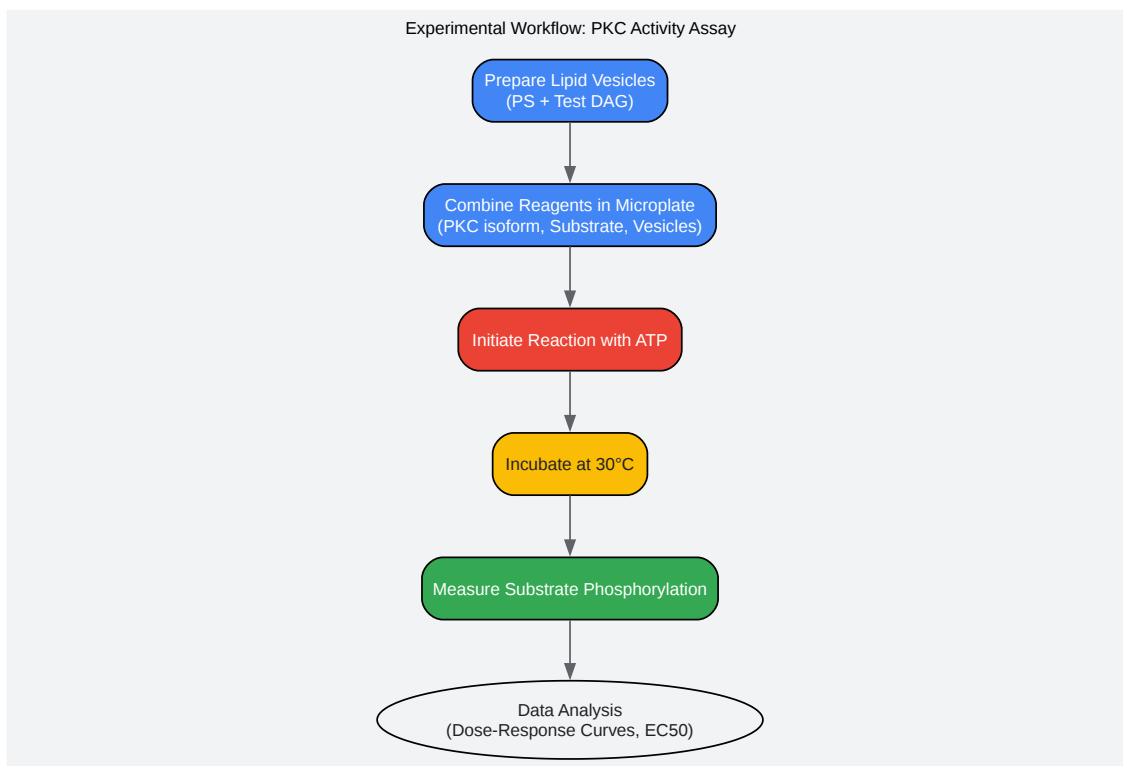 Experimental Workflow: PKC Activity Assay
Prepare Lipid Vesicles
(PS + Test DAG)
Combine Reagents in Microplate
(PKC isoform, Substrate, Vesicles)
Initiate Reaction with ATP
Incubate at 30°C
Measure Substrate Phosphorylation
Data Analysis
(Dose-Response Curves, EC50)